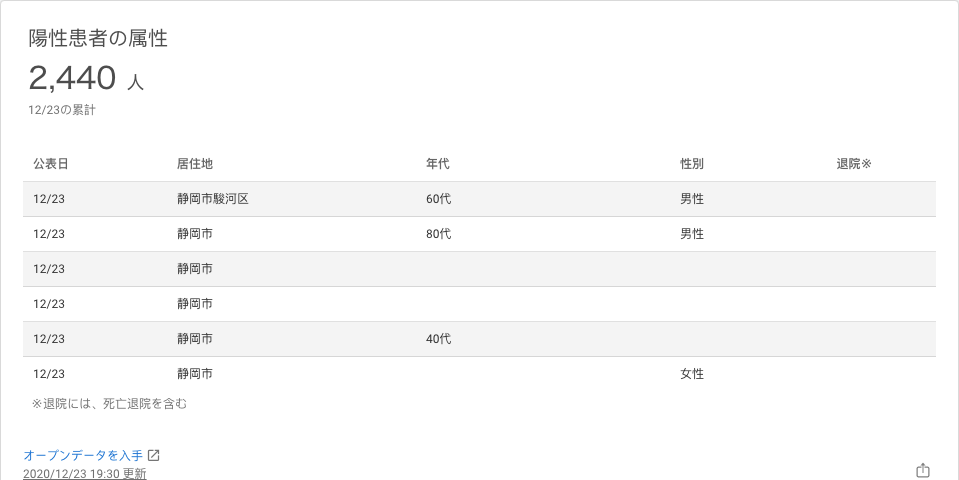 陽性患者の属性
2,440 人
12/23の累計
公表日 居住地 年代 性別 退院※
12/23 静岡市駿河区 60代 男性
12/23 静岡市 80代 男性
12/23 静岡市
12/23 静岡市
12/23 静岡市 40代
12/23 静岡市 女性
※退院には、死亡退院を含む
オープンデータを入手
2020/12/23 19:30 更新